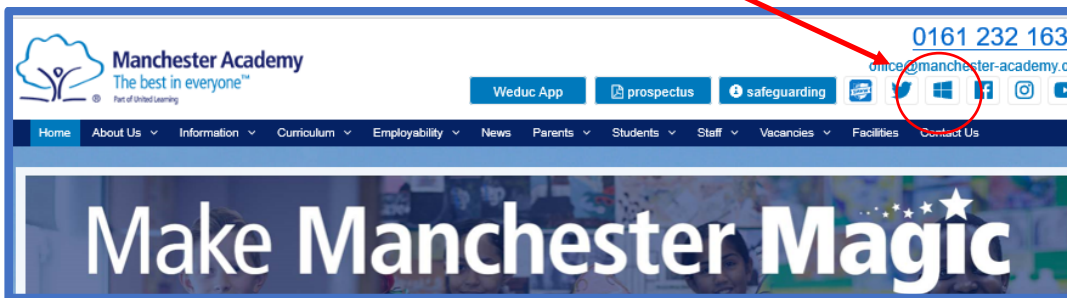 0161 232 163
Manchester Academy
The best in everyone™
Part of United Learning
office@manchester-academy.o
Weduc App
prospectus
safeguarding
Home About Us Information Curriculum Employability News Parents Students Staff Vacancies Facilities Contact Us
Make Manchester Magic